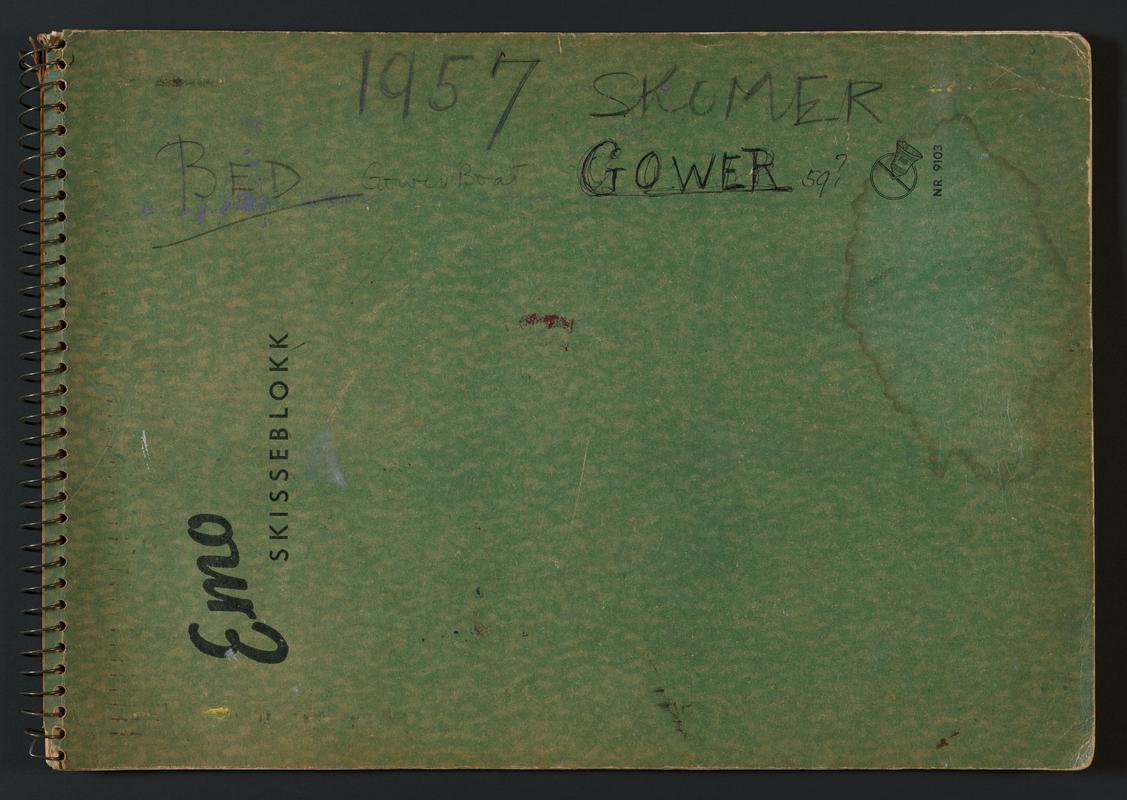 1957 SKOMER
BED Gower Boat GOWER 59?
NR. 9103
Emo
SKISSEBLOKK